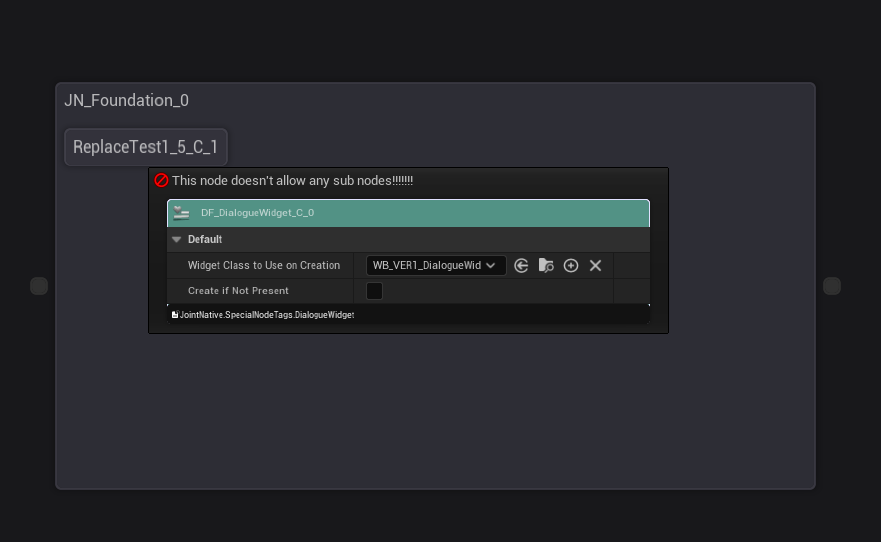 JN_Foundation_0
ReplaceTest1_5_C_1
This node doesn't allow any sub nodes!!!!!!!
DF_DialogueWidget_C_0
Default
Widget Class to Use on Creation WB_VER1_DialogueWid
Create if Not Present
JointNative.SpecialNodeTags.DialogueWidget